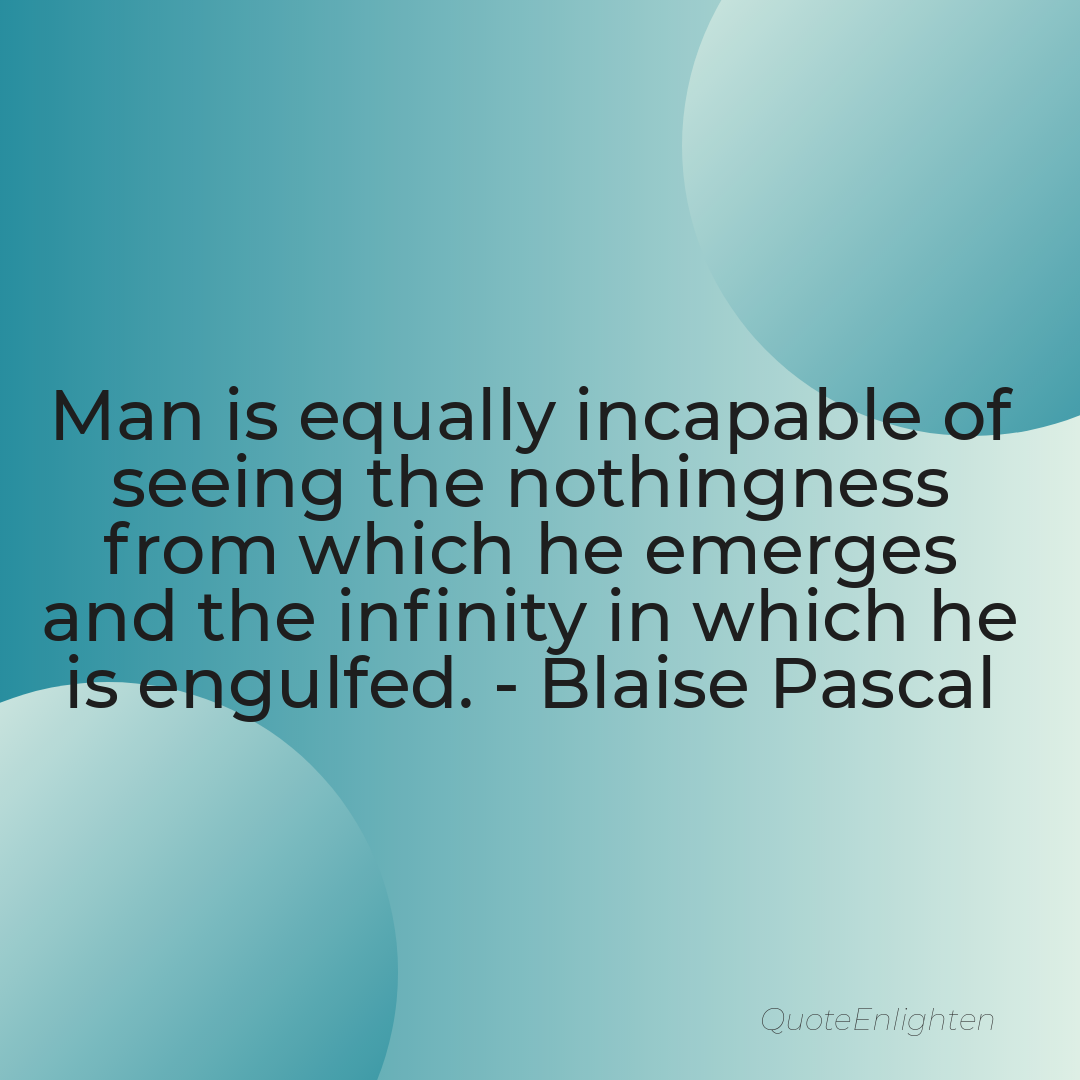 Man is equally incapable of
seeing the nothingness
from which he emerges
and the infinity in which he
is engulfed. - Blaise Pascal
QuoteEnlighten